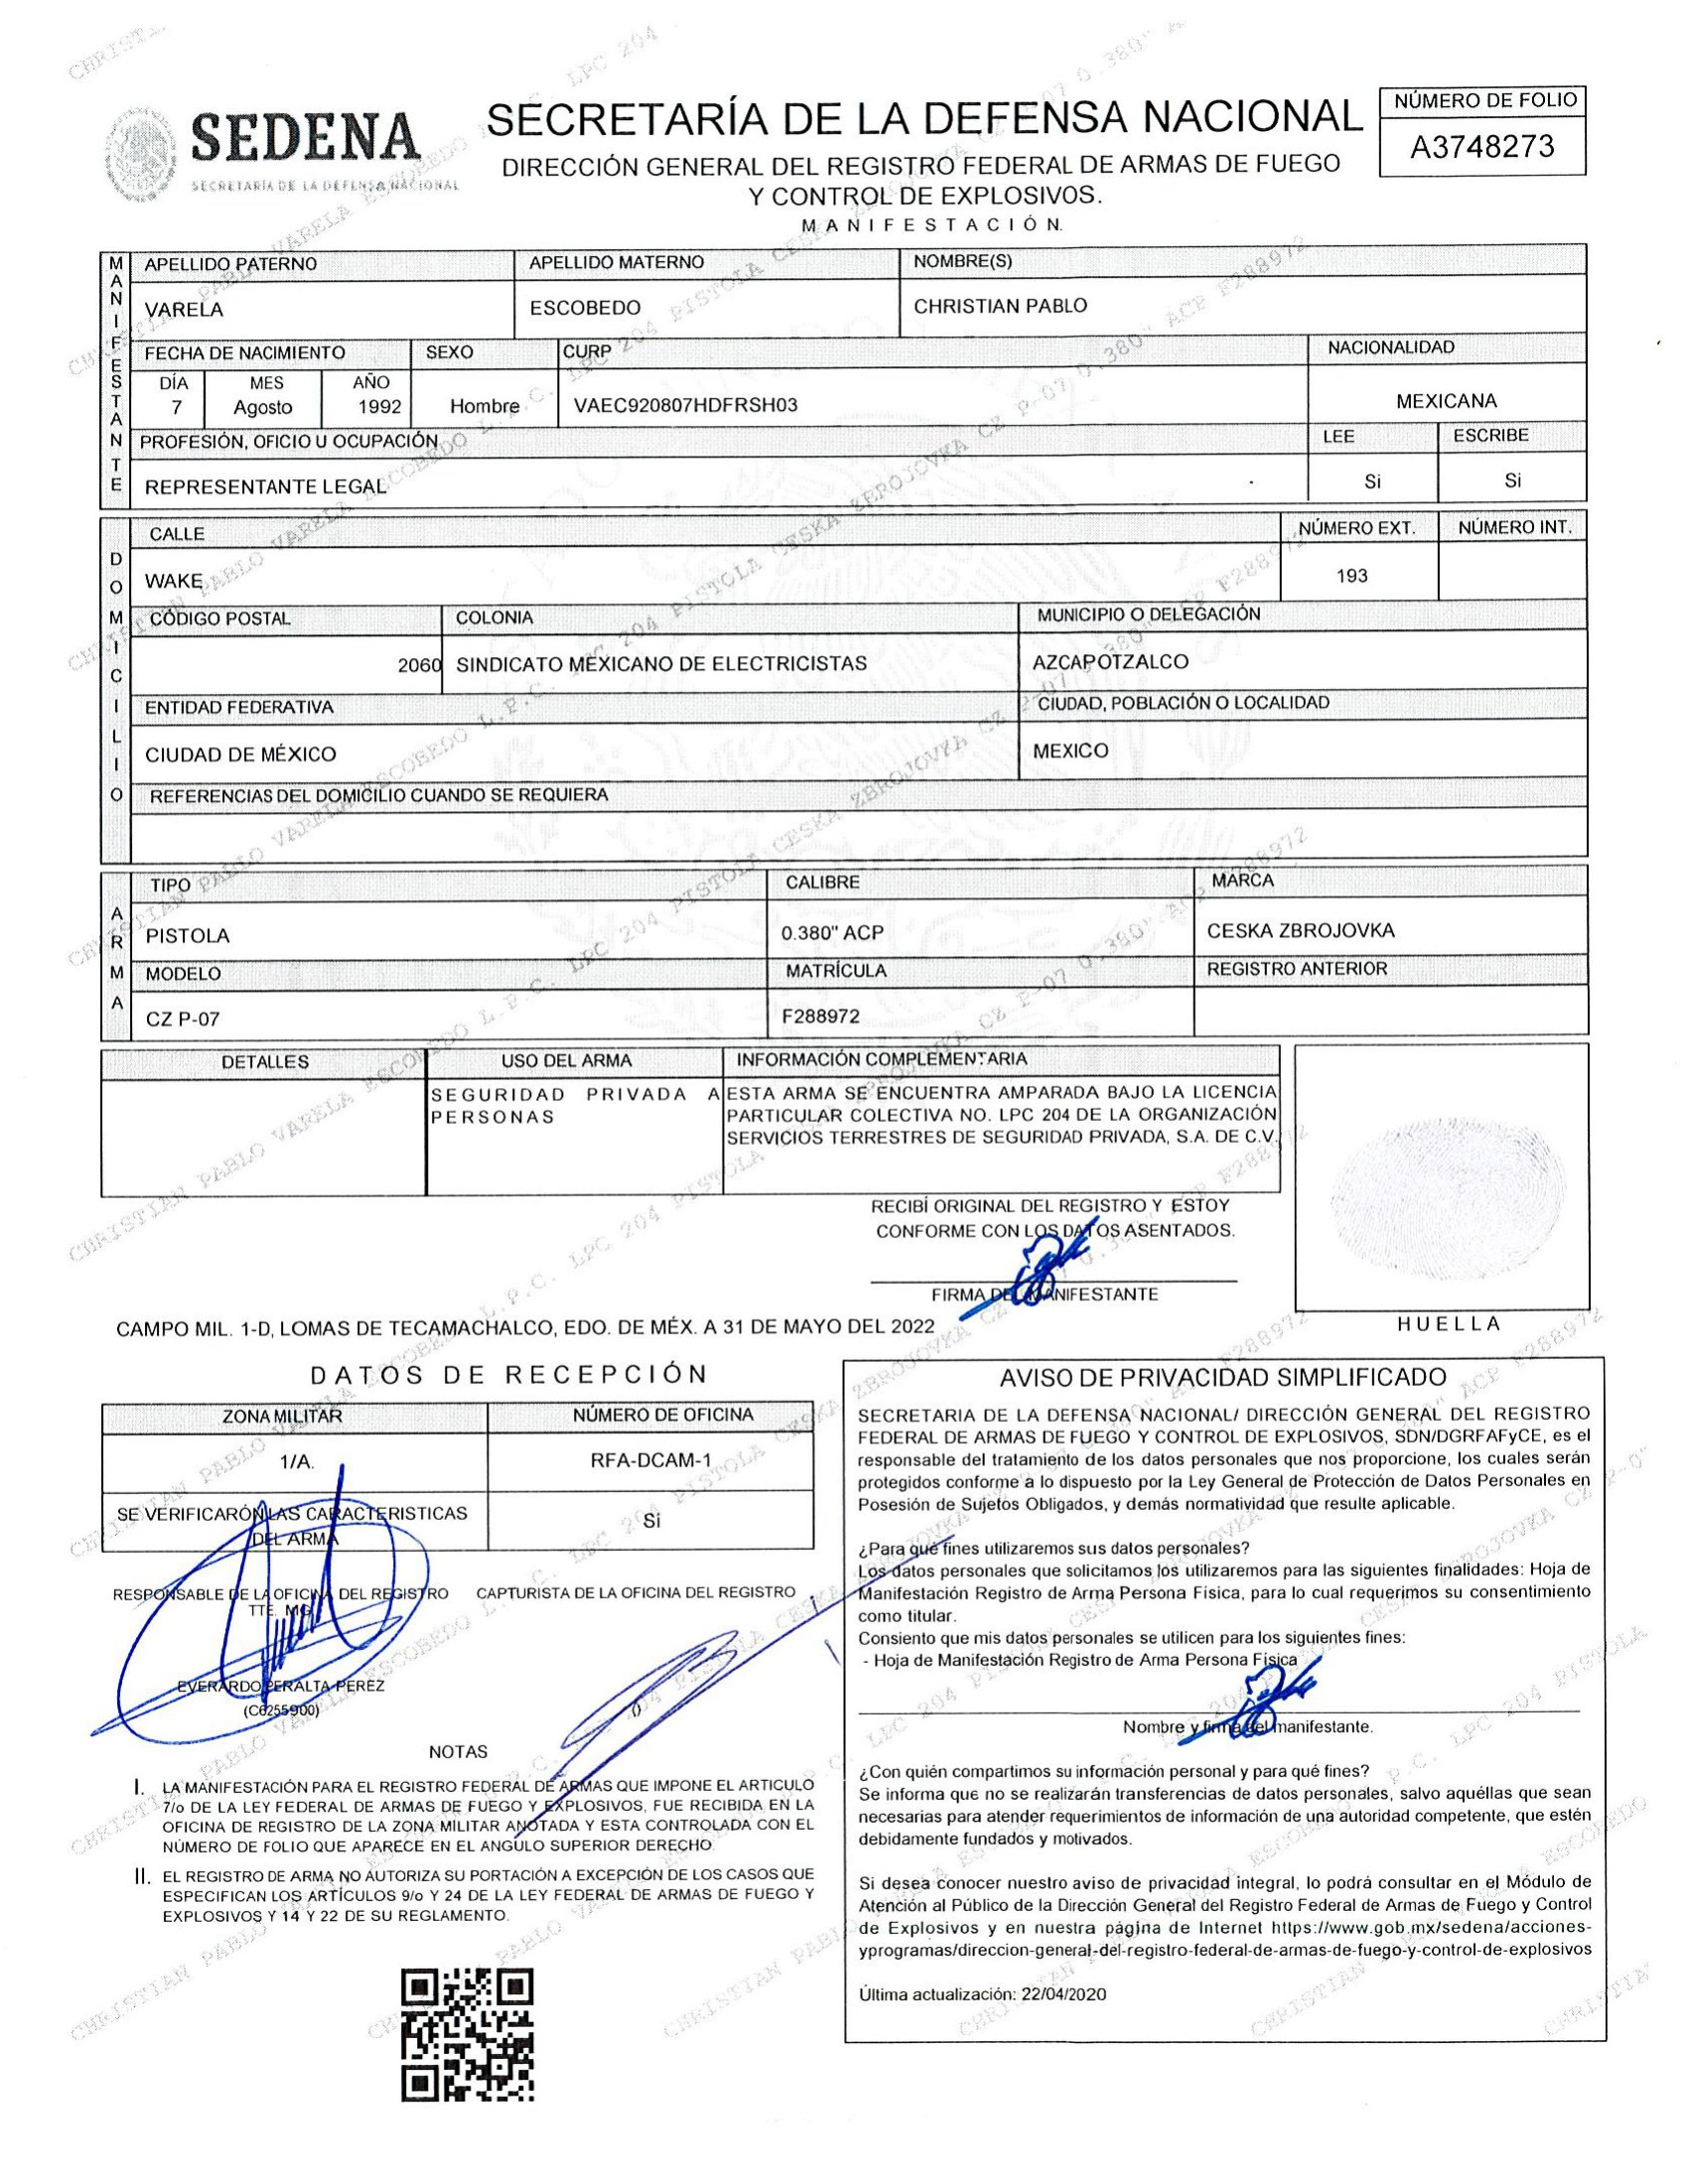 SEDENA
SECRETARÍA DE LA DEFENSA NACIONAL
SECRETARÍA DE LA DEFENSA NACIONAL
DIRECCIÓN GENERAL DEL REGISTRO FEDERAL DE ARMAS DE FUEGO
Y CONTROL DE EXPLOSIVOS.
MANIFESTACIÓN.
NÚMERO DE FOLIO
A3748273
MANIFESTANTE
APELLIDO PATERNO APELLIDO MATERNO NOMBRE(S)
VARELA ESCOBEDO CHRISTIAN PABLO
FECHA DE NACIMIENTO SEXO CURP NACIONALIDAD
DÍA MES AÑO
7 Agosto 1992 Hombre VAEC920807HDFRSH03 MEXICANA
PROFESIÓN, OFICIO U OCUPACIÓN LEE ESCRIBE
REPRESENTANTE LEGAL Si Si
DOMICILIO
CALLE NÚMERO EXT. NÚMERO INT.
WAKE 193
CÓDIGO POSTAL COLONIA MUNICIPIO O DELEGACIÓN
2060 SINDICATO MEXICANO DE ELECTRICISTAS AZCAPOTZALCO
ENTIDAD FEDERATIVA CIUDAD, POBLACIÓN O LOCALIDAD
CIUDAD DE MÉXICO MEXICO
REFERENCIAS DEL DOMICILIO CUANDO SE REQUIERA
ARMA
TIPO CALIBRE MARCA
PISTOLA 0.380" ACP CESKA ZBROJOVKA
MODELO MATRÍCULA REGISTRO ANTERIOR
CZ P-07 F288972
DETALLES USO DEL ARMA INFORMACIÓN COMPLEMENTARIA
SEGURIDAD PRIVADA A
PERSONAS
ESTA ARMA SE ENCUENTRA AMPARADA BAJO LA LICENCIA
PARTICULAR COLECTIVA NO. LPC 204 DE LA ORGANIZACIÓN
SERVICIOS TERRESTRES DE SEGURIDAD PRIVADA, S.A. DE C.V.
RECIBÍ ORIGINAL DEL REGISTRO Y ESTOY
CONFORME CON LOS DATOS ASENTADOS.
FIRMA DEL MANIFESTANTE
HUELLA
CAMPO MIL. 1-D, LOMAS DE TECAMACHALCO, EDO. DE MÉX. A 31 DE MAYO DEL 2022
DATOS DE RECEPCIÓN
ZONA MILITAR NÚMERO DE OFICINA
1/A. RFA-DCAM-1
SE VERIFICARÓN LAS CARACTERISTICAS
DEL ARMA
Si
RESPONSABLE DE LA OFICINA DEL REGISTRO CAPTURISTA DE LA OFICINA DEL REGISTRO
TTE. MG.
EVERARDO PERALTA PEREZ
(C6255900)
0
NOTAS
I. LA MANIFESTACIÓN PARA EL REGISTRO FEDERAL DE ARMAS QUE IMPONE EL ARTICULO
7/o DE LA LEY FEDERAL DE ARMAS DE FUEGO Y EXPLOSIVOS, FUE RECIBIDA EN LA
OFICINA DE REGISTRO DE LA ZONA MILITAR ANOTADA Y ESTA CONTROLADA CON EL
NÚMERO DE FOLIO QUE APARECE EN EL ANGULO SUPERIOR DERECHO.
II. EL REGISTRO DE ARMA NO AUTORIZA SU PORTACIÓN A EXCEPCIÓN DE LOS CASOS QUE
ESPECIFICAN LOS ARTÍCULOS 9/o Y 24 DE LA LEY FEDERAL DE ARMAS DE FUEGO Y
EXPLOSIVOS Y 14 Y 22 DE SU REGLAMENTO.
AVISO DE PRIVACIDAD SIMPLIFICADO
SECRETARIA DE LA DEFENSA NACIONAL/ DIRECCIÓN GENERAL DEL REGISTRO
FEDERAL DE ARMAS DE FUEGO Y CONTROL DE EXPLOSIVOS, SDN/DGRFAFyCE, es el
responsable del tratamiento de los datos personales que nos proporcione, los cuales serán
protegidos conforme a lo dispuesto por la Ley General de Protección de Datos Personales en
Posesión de Sujetos Obligados, y demás normatividad que resulte aplicable.
¿Para qué fines utilizaremos sus datos personales?
Los datos personales que solicitamos los utilizaremos para las siguientes finalidades: Hoja de
Manifestación Registro de Arma Persona Física, para lo cual requerimos su consentimiento
como titular.
Consiento que mis datos personales se utilicen para los siguientes fines:
- Hoja de Manifestación Registro de Arma Persona Física
Nombre y firma del manifestante.
¿Con quién compartimos su información personal y para qué fines?
Se informa que no se realizarán transferencias de datos personales, salvo aquéllas que sean
necesarias para atender requerimientos de información de una autoridad competente, que estén
debidamente fundados y motivados.
Si desea conocer nuestro aviso de privacidad integral, lo podrá consultar en el Módulo de
Atención al Público de la Dirección General del Registro Federal de Armas de Fuego y Control
de Explosivos y en nuestra página de Internet https://www.gob.mx/sedena/acciones-
yprogramas/direccion-general-del-registro-federal-de-armas-de-fuego-y-control-de-explosivos
Última actualización: 22/04/2020
CHRISTIAN PABLO VARELA ESCOBEDO L.P.C. LPC 204 PISTOLA CESKA ZBROJOVKA CZ P-07 0.380" ACP F288972